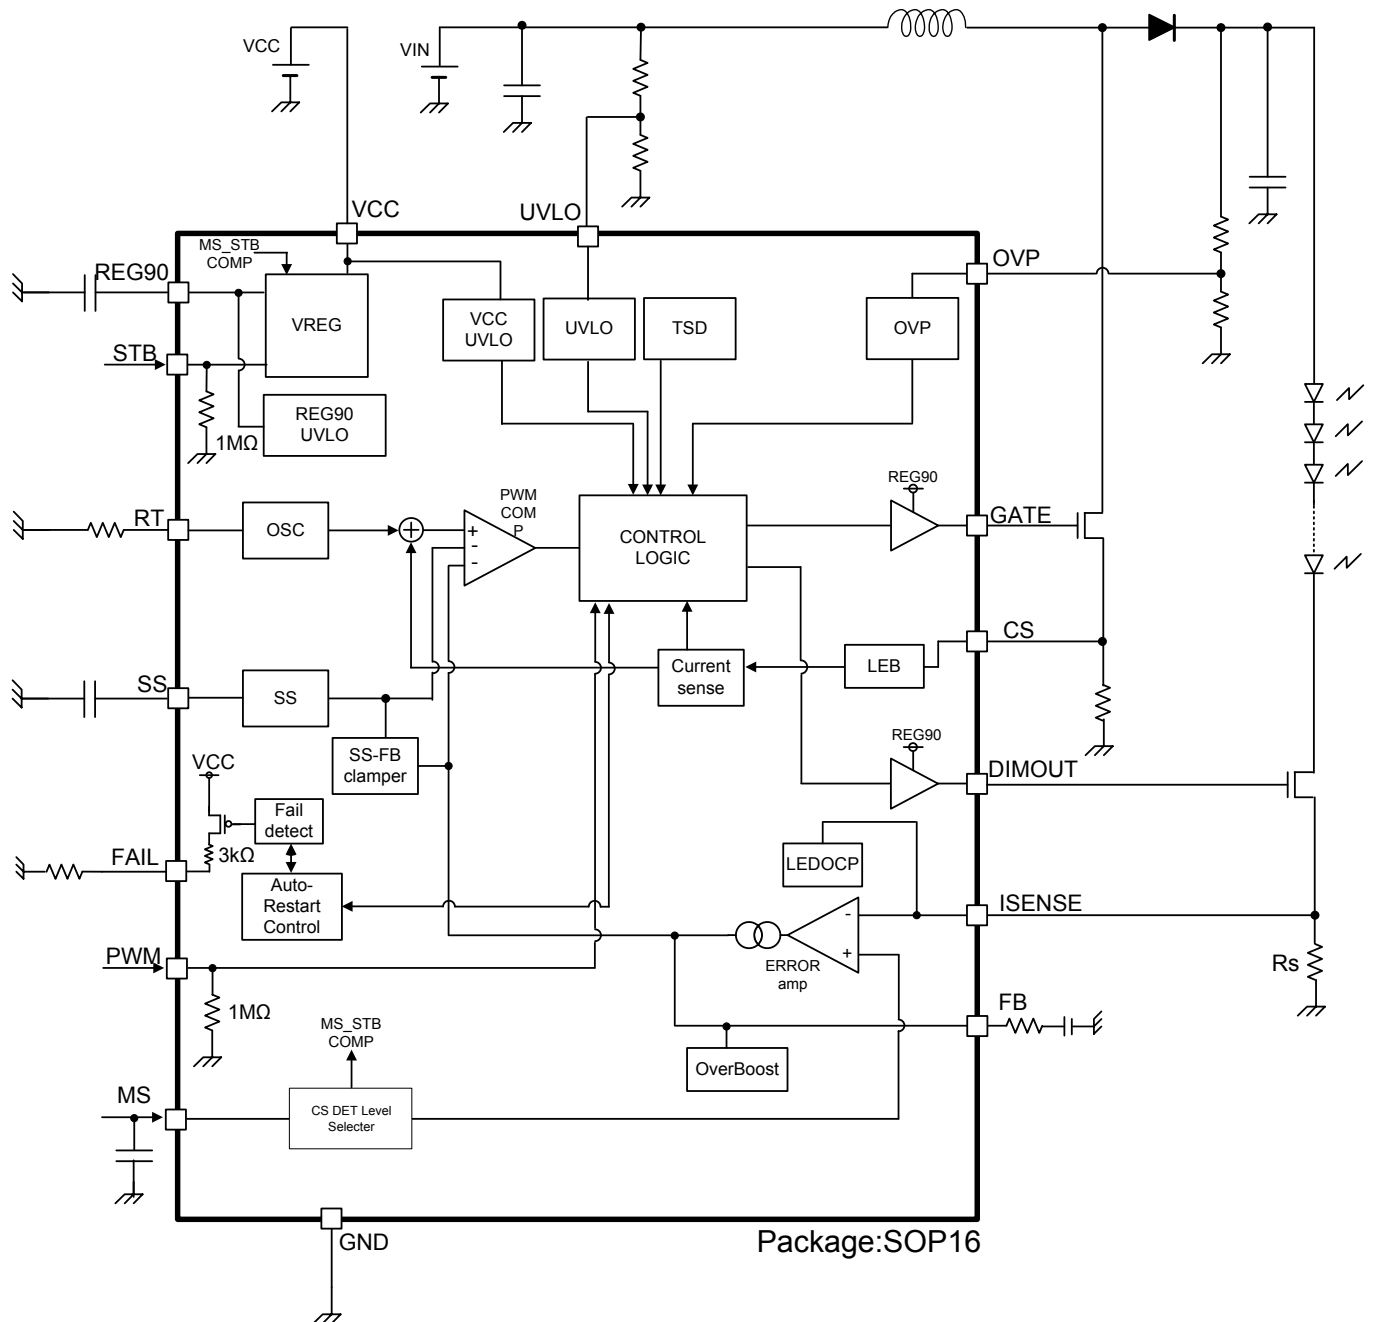 VCC
VIN
VCC
UVLO
MS_STB
COMP
REG90
VREG
VCC
UVLO
UVLO
TSD
OVP
OVP
STB
1MΩ
REG90
UVLO
RT
OSC
PWM
COM
P
+
-
-
CONTROL
LOGIC
REG90
GATE
CS
LEB
Current
sense
SS
SS
SS-FB
clamper
REG90
DIMOUT
VCC
Fail
detect
3kΩ
FAIL
Auto-
Restart
Control
LEDOCP
ISENSE
-
+
ERROR
amp
Rs
PWM
1MΩ
FB
OverBoost
MS_STB
COMP
MS
CS DET Level
Selecter
GND
Package:SOP16